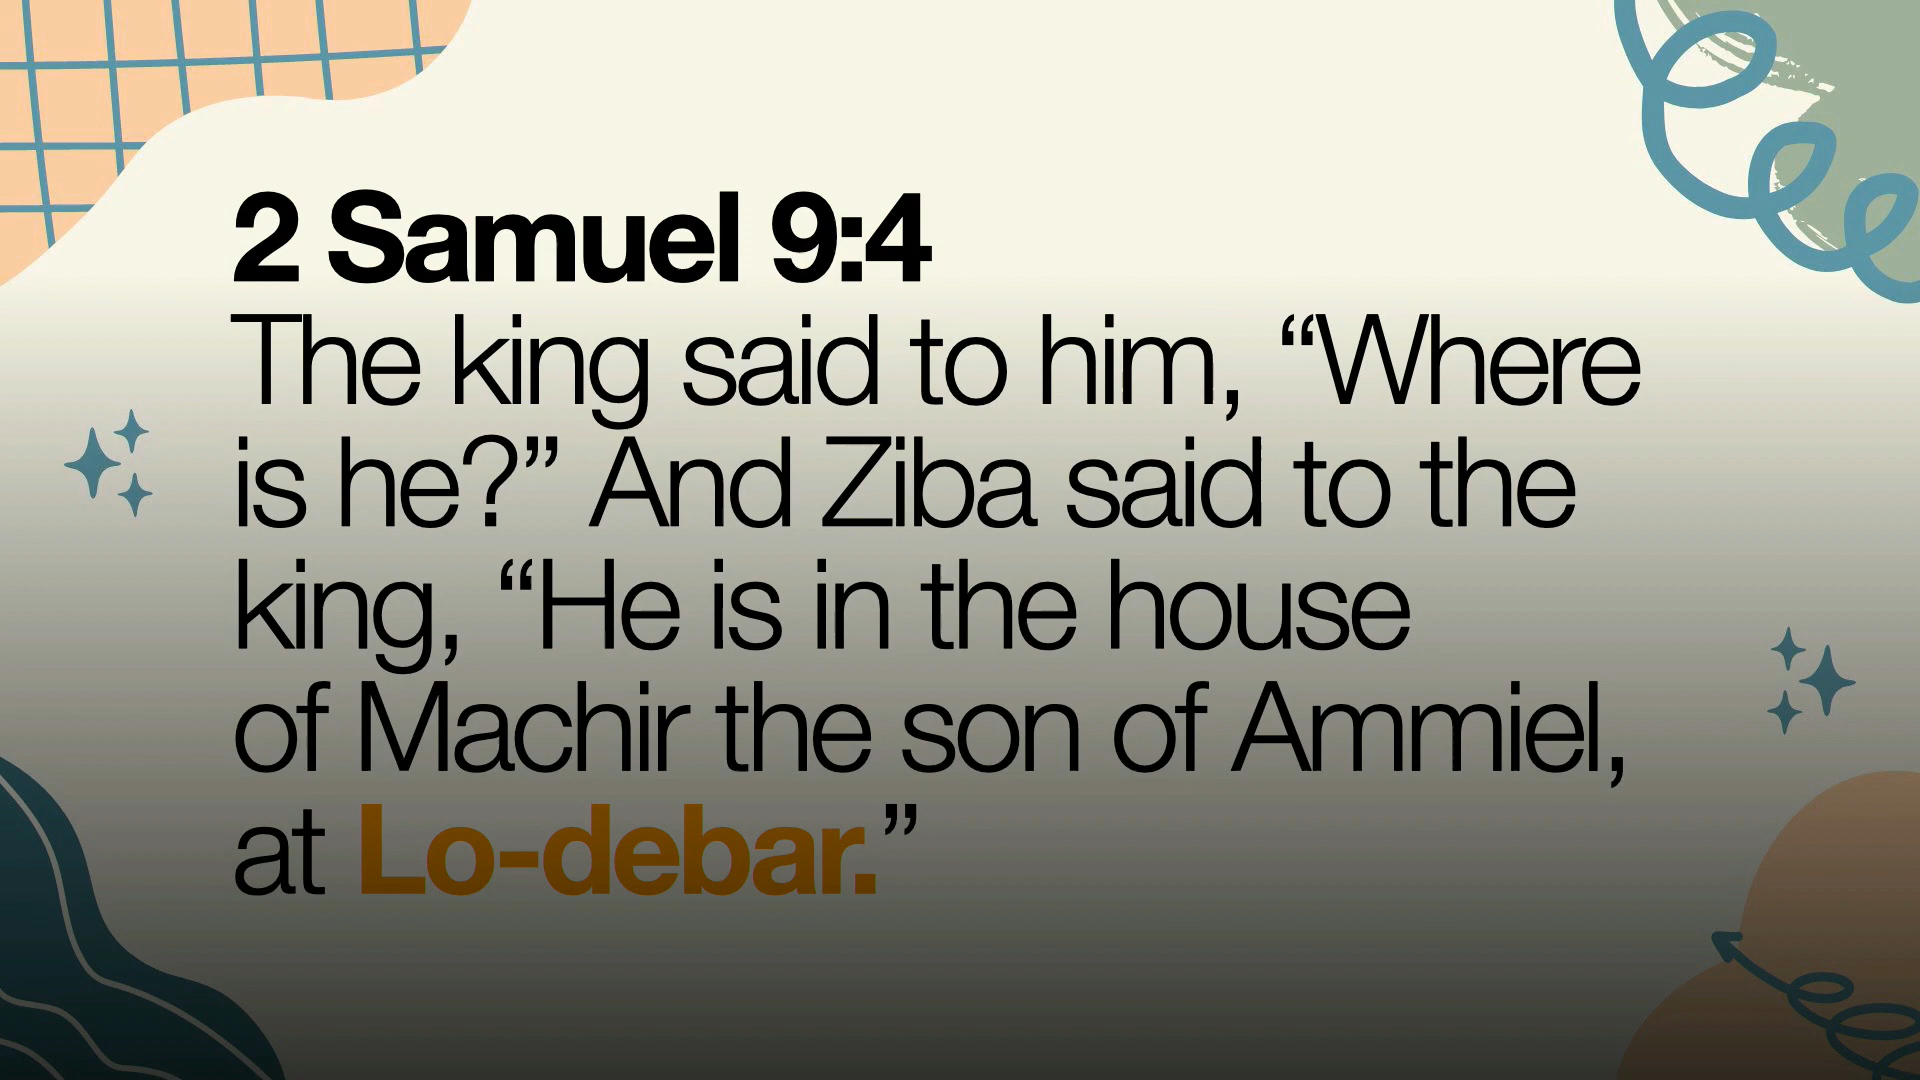 2 Samuel 9:4
The king said to him, “Where
is he?” And Ziba said to the
king, “He is in the house
of Machir the son of Ammiel,
at Lo-debar.”